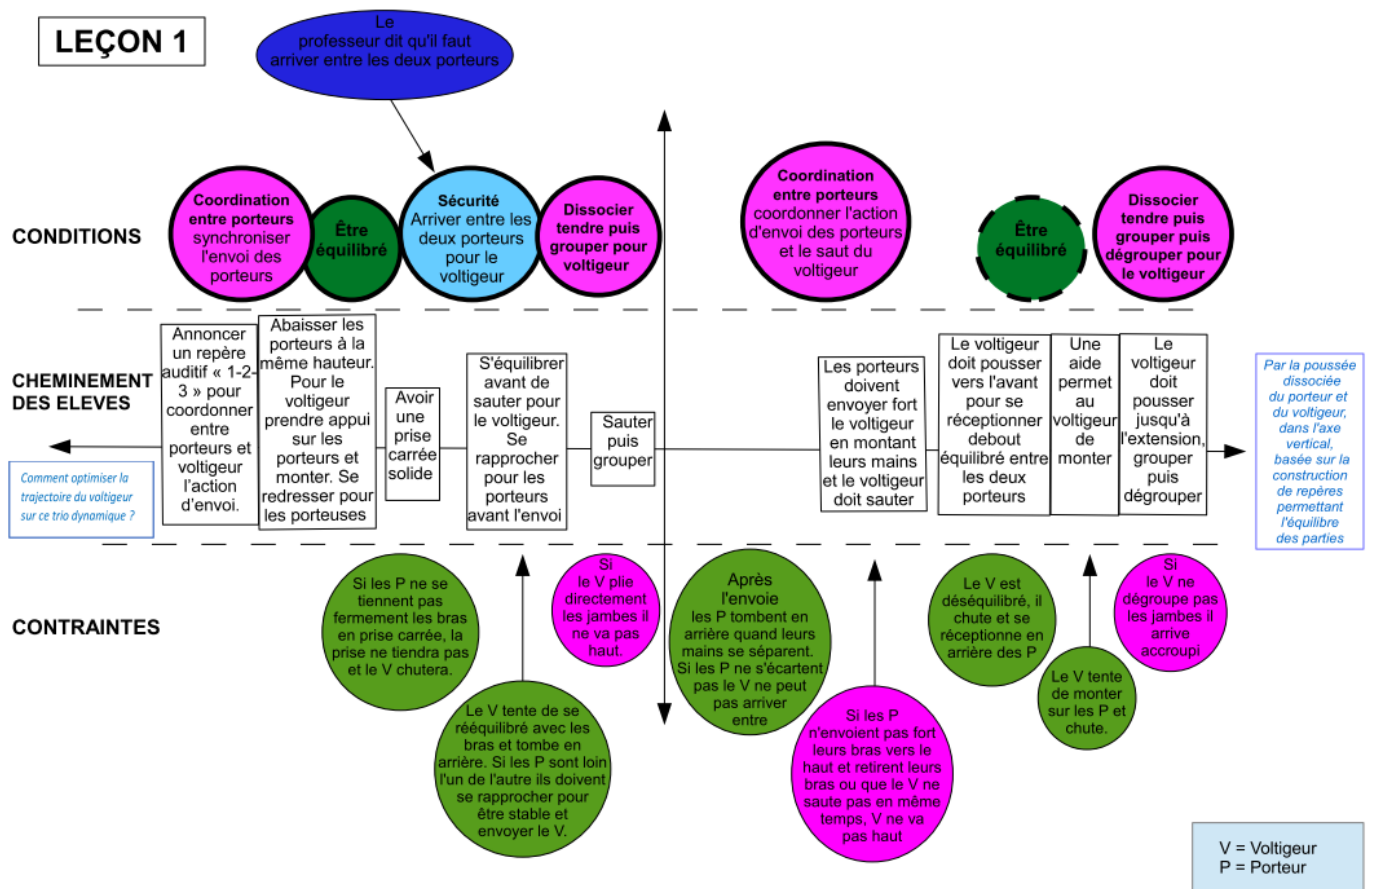 LEÇON 1
Le
professeur dit qu'il faut
arriver entre les deux porteurs
CONDITIONS
Coordination
entre porteurs
synchroniser
l'envoi des
porteurs
Être
équilibré
Sécurité
Arriver entre les
deux porteurs
pour le
voltigeur
Dissocier
tendre puis
grouper pour
voltigeur
Coordination
entre porteurs
coordonner l'action
d'envoi des porteurs
et le saut du
voltigeur
Être
équilibré
Dissocier
tendre puis
grouper puis
dégrouper pour
le voltigeur
CHEMINEMENT
DES ELEVES
Comment optimiser la
trajectoire du voltigeur
sur ce trio dynamique ?
Annoncer
un repère
auditif « 1-2-
3 » pour
coordonner
entre
porteurs et
voltigeur
l'action
d'envoi.
Abaisser les
porteurs à la
même hauteur.
Pour le
voltigeur
prendre appui
sur les
porteurs et
monter. Se
redresser pour
les porteuses
Avoir
une
prise
carrée
solide
S'équilibrer
avant de
sauter pour le
voltigeur. Se
rapprocher
pour les
porteurs
avant l'envoi
Sauter
puis
grouper
Les porteurs
doivent
envoyer fort
le voltigeur
en montant
leurs mains
et le voltigeur
doit sauter
Le voltigeur
doit pousser
vers l'avant
pour se
réceptionner
debout
équilibré entre
les deux
porteurs
Une
aide
permet
au
voltigeur
de
monter
Le
voltigeur
doit
pousser
jusqu'à
l'extension,
grouper
puis
dégrouper
Par la poussée
dissociée
du porteur et
du voltigeur,
dans l'axe
vertical,
basée sur la
construction
de repères
permettant
l'équilibre
des parties
CONTRAINTES
Si les P ne se
tiennent pas
fermement les bras
en prise carrée, la
prise ne tiendra pas
et le V chutera.
Le V tente de se
rééquilibré avec les
bras et tombe en
arrière. Si les P sont loin
l'un de l'autre ils doivent
se rapprocher pour
être stable et
envoyer le V.
Si
le V plie
directement
les jambes il
ne va pas
haut.
Après
l'envoie
les P tombent en
arrière quand leurs
mains se séparent.
Si les P ne s'écartent
pas le V ne peut
pas arriver
entre
Si les P
n'envoient pas fort
leurs bras vers le
haut et retirent leurs
bras ou que le V ne
saute pas en même
temps, V ne va
pas haut
Le V est
déséquilibré, il
chute et se
réceptionne en
arrière des P
Le V tente
de monter
sur les P et
chute.
Si
le V ne
dégroupe pas
les jambes il
arrive
accroupi
V = Voltigeur
P = Porteur